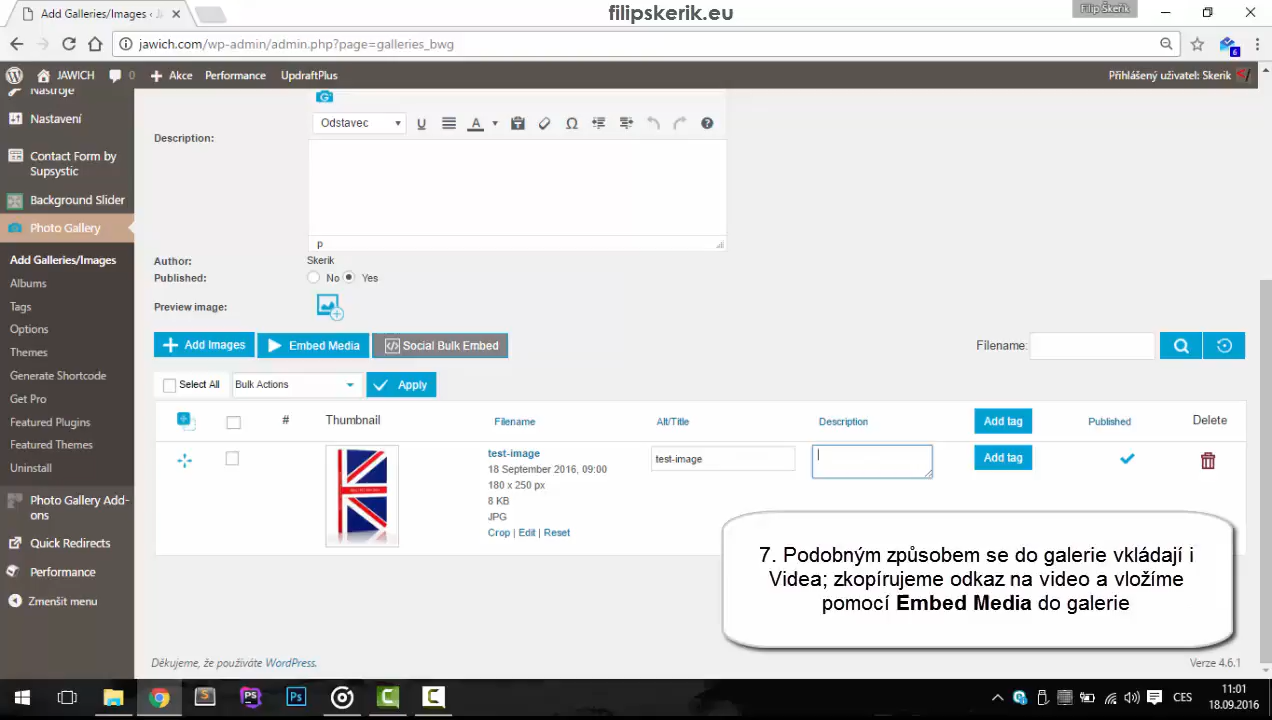 filipskerik.eu
Add Galleries/Images ‹ J
Filip Škeřík
jawich.com/wp-admin/admin.php?page=galleries_bwg
6
JAWICH
0
Akce
Performance
UpdraftPlus
Přihlášený uživatel: Skerik
Nástroje
Nastavení
Contact Form by
Supsystic
Background Slider
Photo Gallery
Add Galleries/Images
Albums
Tags
Options
Themes
Generate Shortcode
Get Pro
Featured Plugins
Featured Themes
Uninstall
Photo Gallery Add-
ons
Quick Redirects
Performance
Zmenšit menu
Odstavec
U
A
Ω
?
Description:
p
Author:
Skerik
Published:
No
Yes
Preview image:
Add Images
Embed Media
Social Bulk Embed
Filename:
Select All
Bulk Actions
Apply
#
Thumbnail
Filename
Alt/Title
Description
Add tag
Published
Delete
test-image
18 September 2016, 09:00
180 x 250 px
8 KB
JPG
Crop | Edit | Reset
test-image
Add tag
7. Podobným způsobem se do galerie vkládají i
Videa; zkopírujeme odkaz na video a vložíme
pomocí Embed Media do galerie
Děkujeme, že používáte WordPress.
Verze 4.6.1
S
PS
Ps
C
C
CES
11:01
18.09.2016